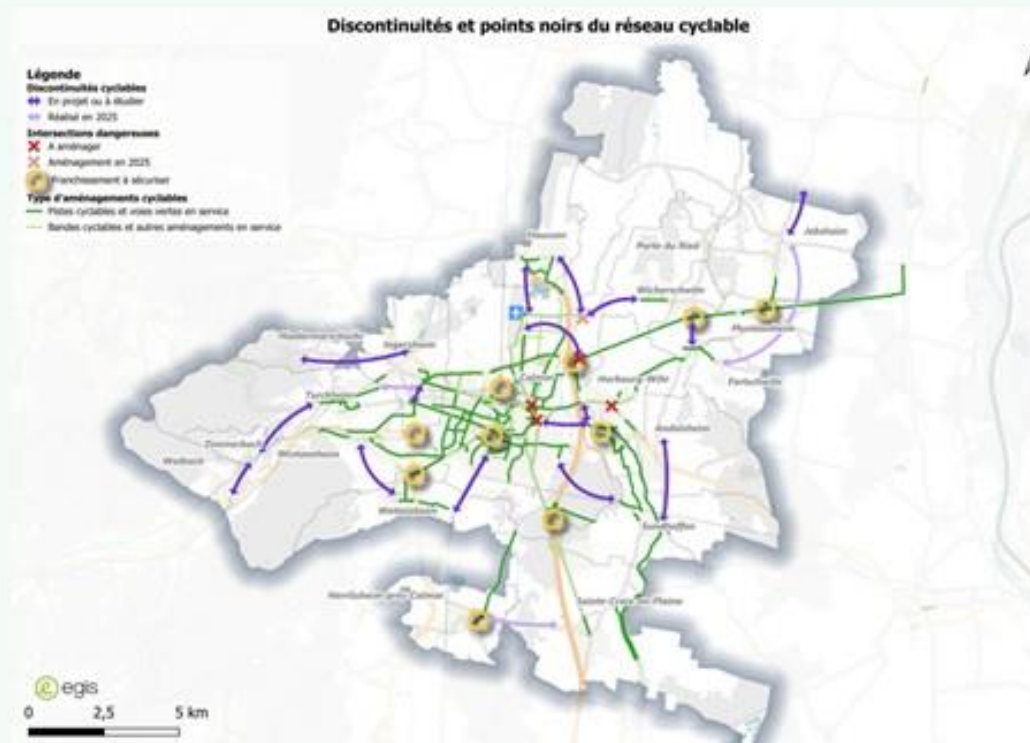 Discontinuités et points noirs du réseau cyclable
Légende
Discontinuités cyclables
En projet ou à étudier
Réalisé en 2025
Intersections dangereuses
A aménager
Aménagement en 2025
Franchissement à sécuriser
Type d'aménagements cyclables
Pistes cyclables et voies vertes en service
Bandes cyclables et autres aménagements en service
Houssen
Jebsheim
Porte du Ried
Wickerschwihr
Muntzenheim
Niedermorschwihr
Ingersheim
Fortschwihr
Turckheim
Colmar
Horbourg-Wihr
Andolsheim
Zimmerbach
Walbach
Wintzenheim
Wettolsheim
Sundhoffen
Herrlisheim-près-Colmar
Sainte-Croix-en-Plaine
egis
0 2,5 5 km